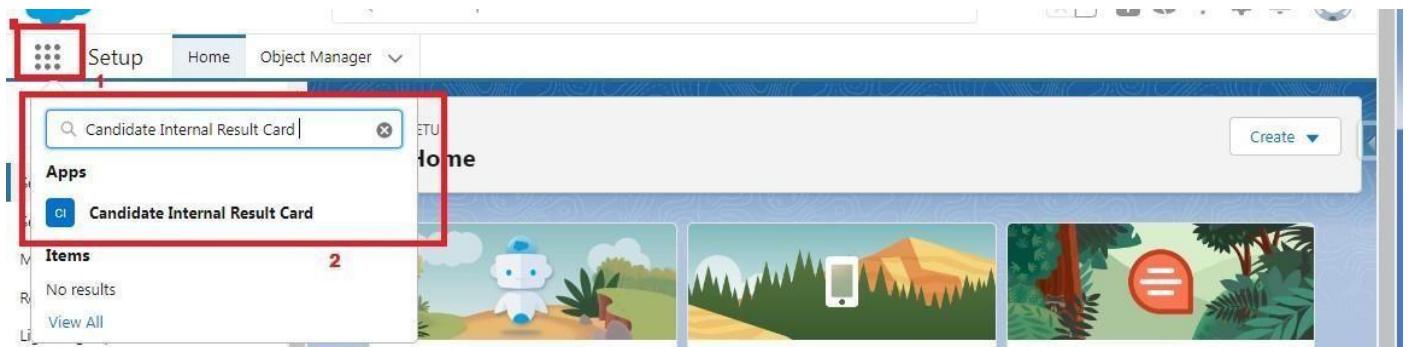 Setup Home Object Manager
1
Candidate Internal Result Card
ETU
Home
Create
Apps
CI Candidate Internal Result Card
Items
2
No results
View All